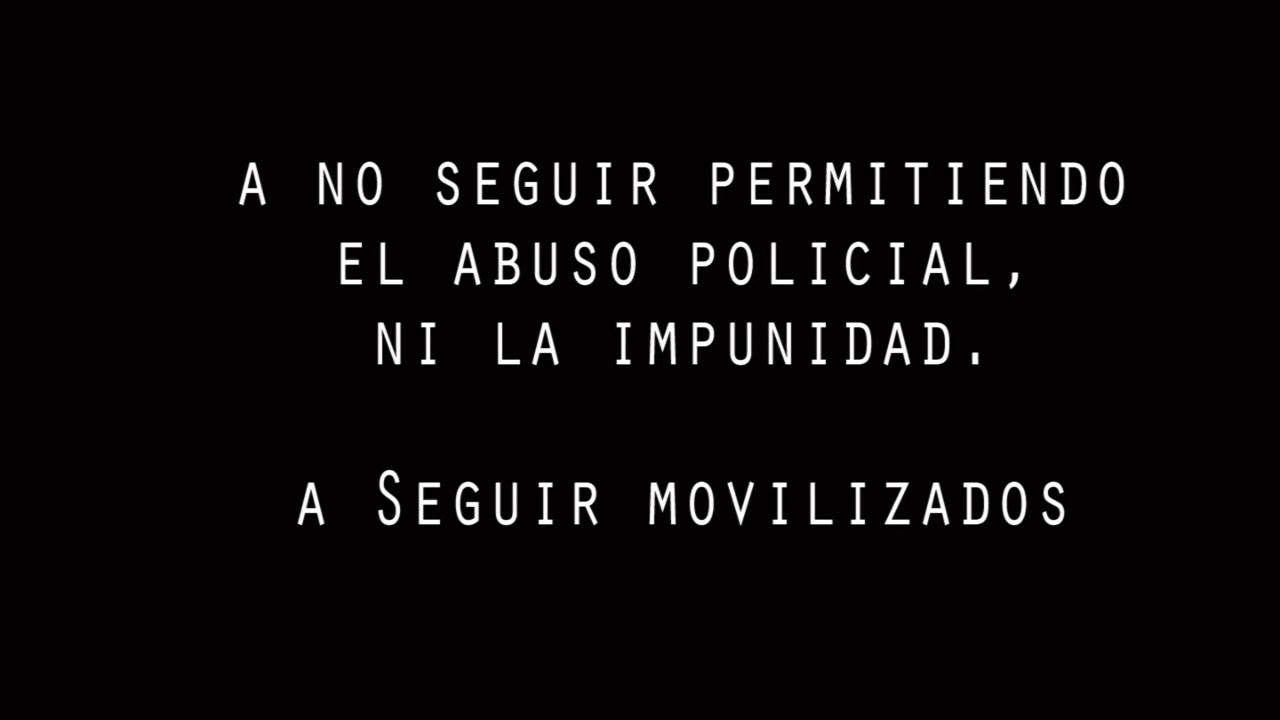 A NO SEGUIR PERMITIENDO
EL ABUSO POLICIAL,
NI LA IMPUNIDAD.
A SEGUIR MOVILIZADOS